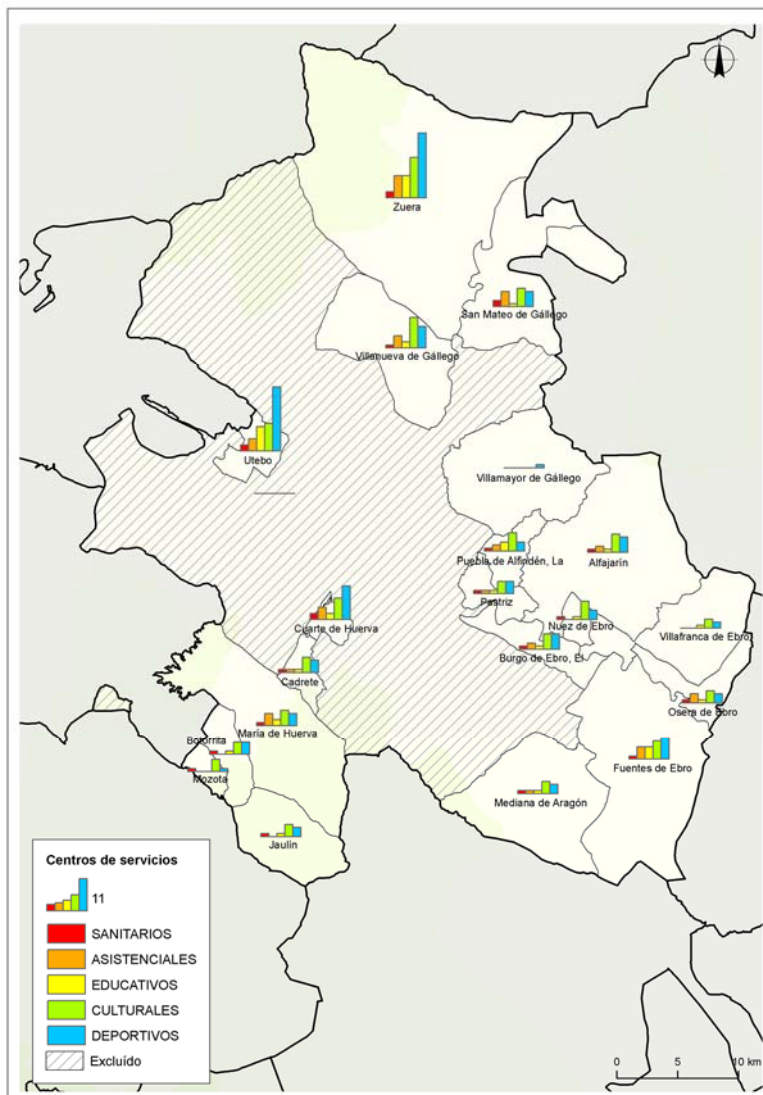 N
Zuera
San Mateo de Gállego
Villanueva de Gállego
Utebo
Villamayor de Gállego
Puebla de Alfindén, La
Alfajarín
Pastriz
Nuez de Ebro
Cuarte de Huerva
Villafranca de Ebro
Burgo de Ebro, El
Cadrete
Osera de Ebro
María de Huerva
Botorrita
Fuentes de Ebro
Mozota
Mediana de Aragón
Jaulín
Centros de servicios
11
SANITARIOS
ASISTENCIALES
EDUCATIVOS
CULTURALES
DEPORTIVOS
Excluído
0 5 10 km